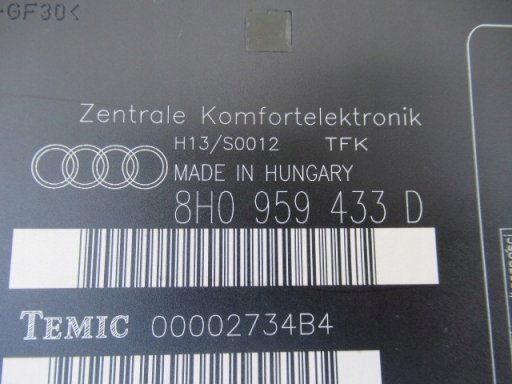 -GF30<
Zentrale Komfortelektronik
H13/S0012 TFK
MADE IN HUNGARY
8H0 959 433 D
TEMIC 00002734B4